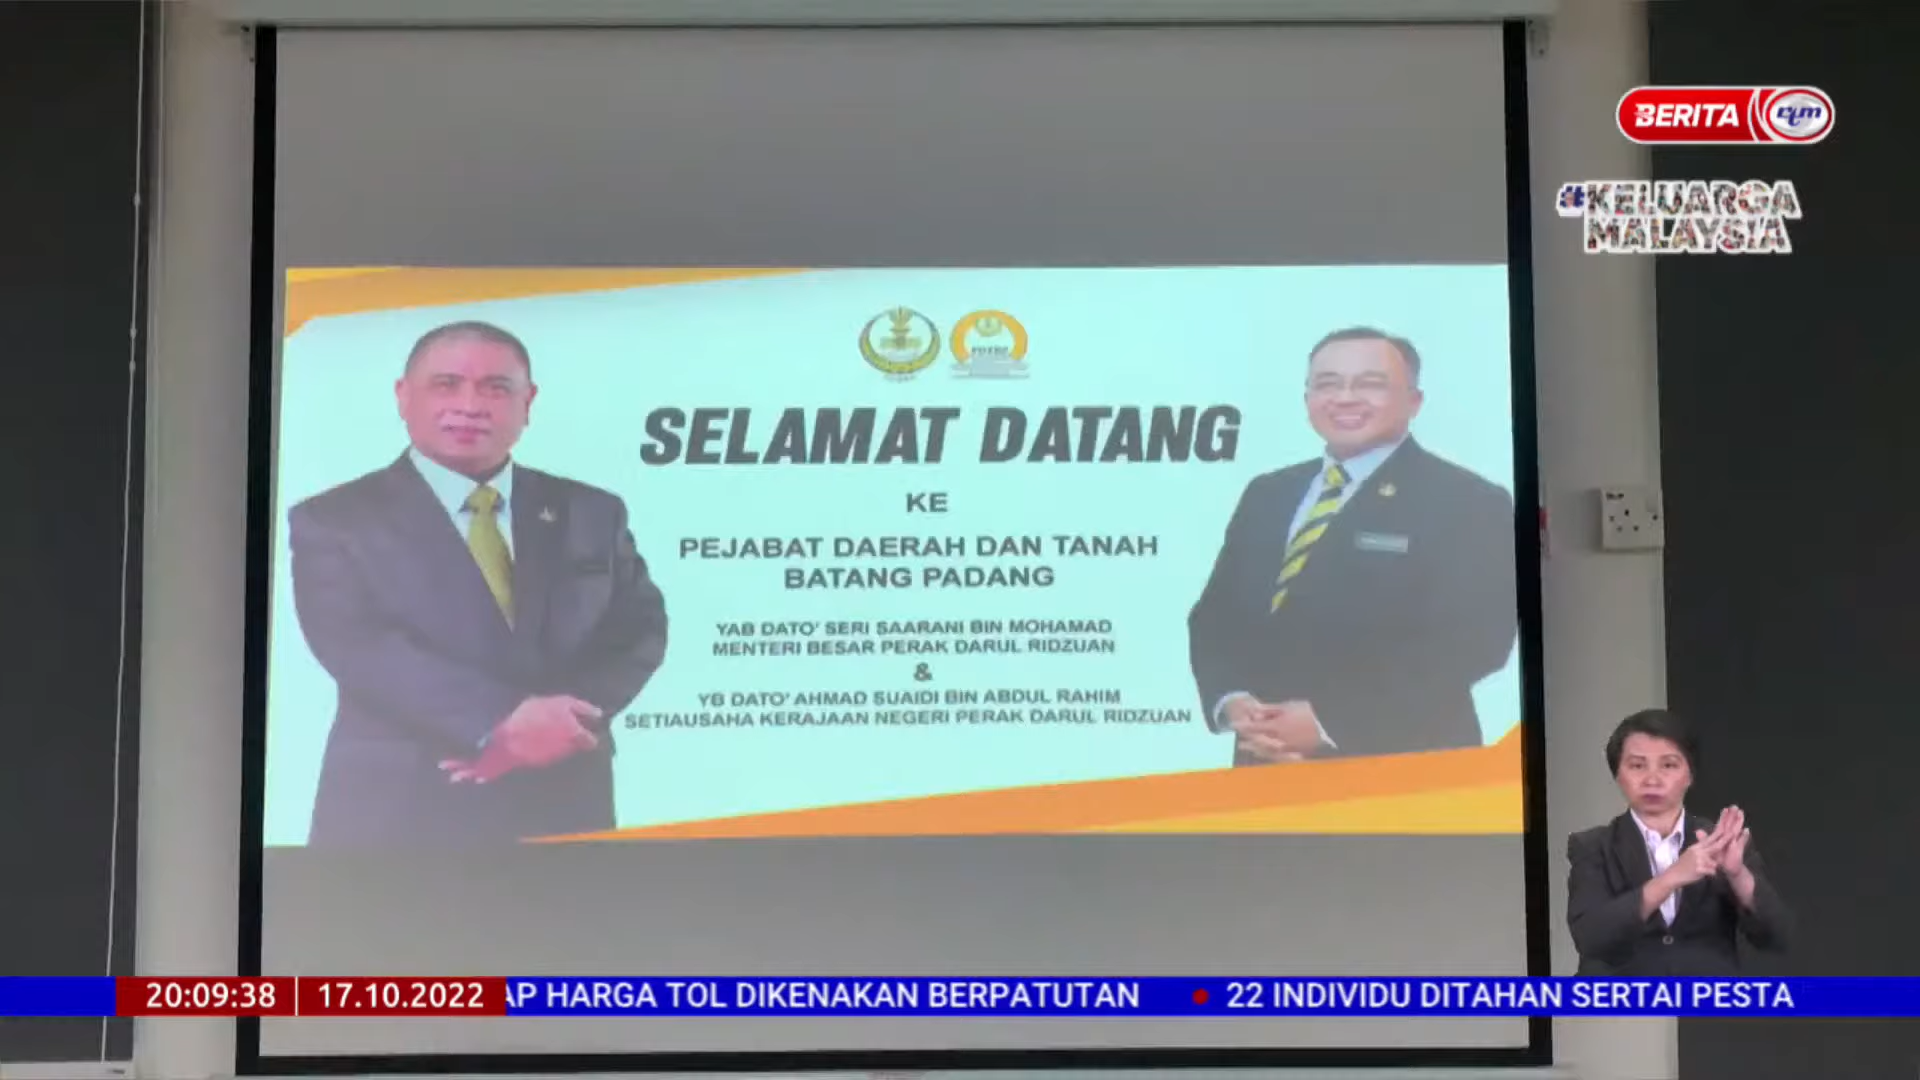 BERITA rtm
#KELUARGA
MALAYSIA
SELAMAT DATANG
KE
PEJABAT DAERAH DAN TANAH
BATANG PADANG
YAB DATO' SERI SAARANI BIN MOHAMAD
MENTERI BESAR PERAK DARUL RIDZUAN
&
YB DATO' AHMAD SUAIDI BIN ABDUL RAHIM
SETIAUSAHA KERAJAAN NEGERI PERAK DARUL RIDZUAN
20:09:38 17.10.2022 AP HARGA TOL DIKENAKAN BERPATUTAN • 22 INDIVIDU DITAHAN SERTAI PESTA